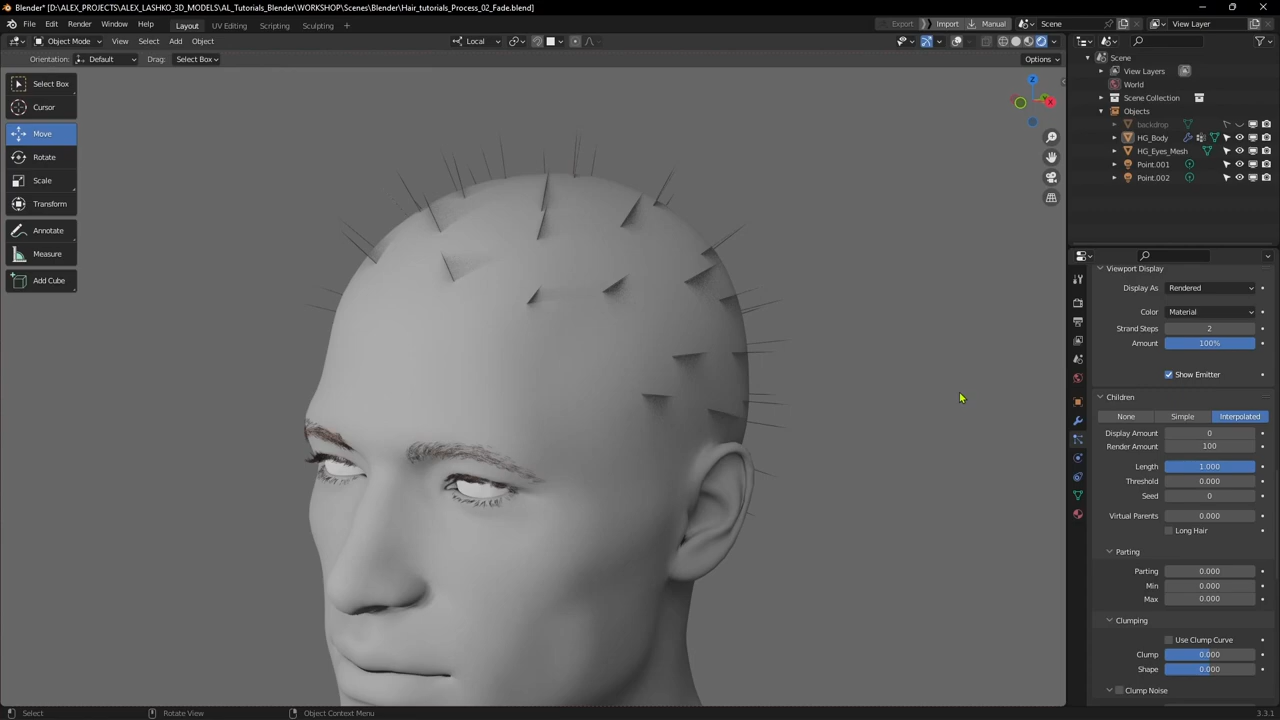 Blender* [D:\ALEX_PROJECTS\ALEX_LASHKO_3D_MODELS\AL_Tutorials_Blender\WORKSHOP\Scenes\Blender\Hair_tutorials_Process_02_Fade.blend]
File Edit Render Window Help Layout UV Editing Scripting Sculpting + Export Import Manual Scene View Layer
Object Mode View Select Add Object Local
Orientation: Default Drag: Select Box Options
Select Box
Cursor
Move
Rotate
Scale
Transform
Annotate
Measure
Add Cube
Z
X
Scene
View Layers
World
Scene Collection
Objects
backdrop
HG_Body
HG_Eyes_Mesh
Point.001
Point.002
Viewport Display
Display As Rendered
Color Material
Strand Steps 2
Amount 100%
Show Emitter
Children
None Simple Interpolated
Display Amount 0
Render Amount 100
Length 1.000
Threshold 0.000
Seed 0
Virtual Parents 0.000
Long Hair
Parting
Parting 0.000
Min 0.000
Max 0.000
Clumping
Use Clump Curve
Clump 0.000
Shape 0.000
Clump Noise
Select Rotate View Object Context Menu 3.3.1